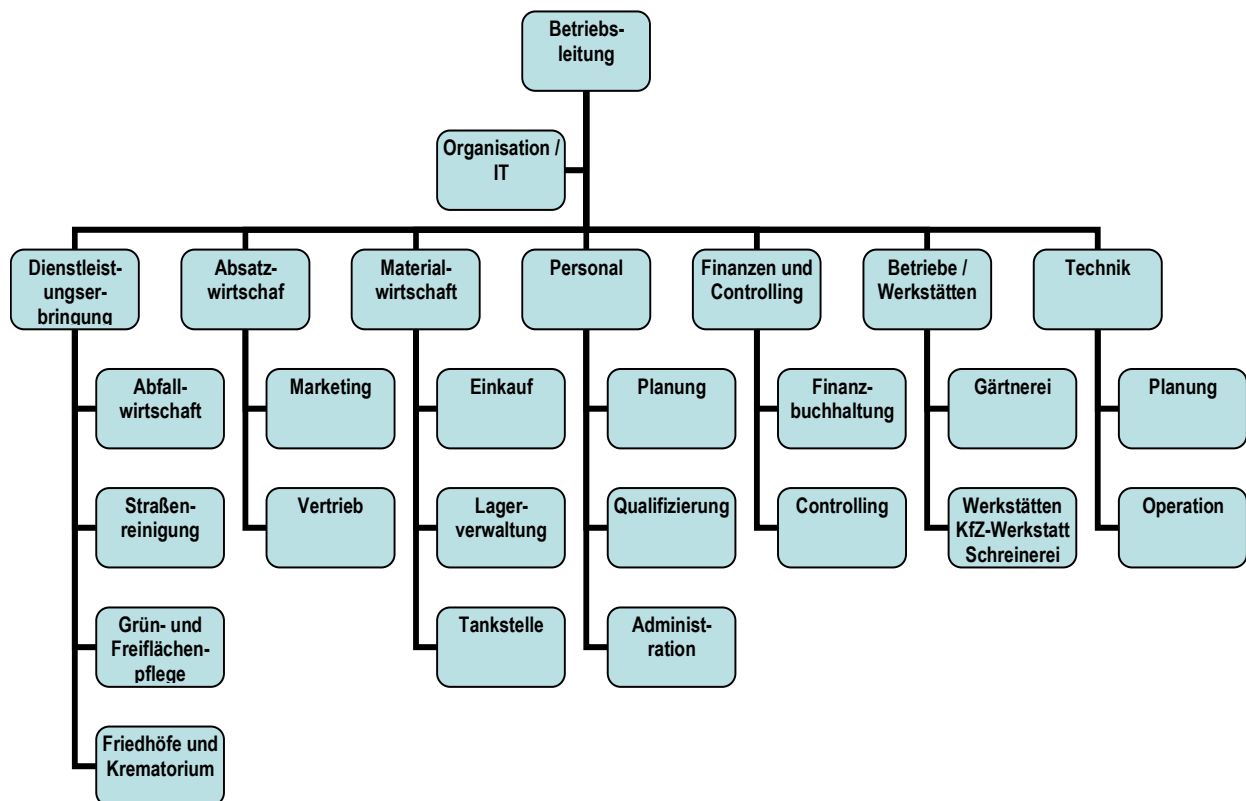 Betriebs-
leitung
Organisation /
IT
Dienstleist-
ungser-
bringung
Absatz-
wirtschaf
Material-
wirtschaft
Personal
Finanzen und
Controlling
Betriebe /
Werkstätten
Technik
Abfall-
wirtschaft
Marketing
Einkauf
Planung
Finanz-
buchhaltung
Gärtnerei
Planung
Straßen-
reinigung
Vertrieb
Lager-
verwaltung
Qualifizierung
Controlling
Werkstätten
KfZ-Werkstatt
Schreinerei
Operation
Grün- und
Freiflächen-
pflege
Tankstelle
Administ-
ration
Friedhöfe und
Krematorium